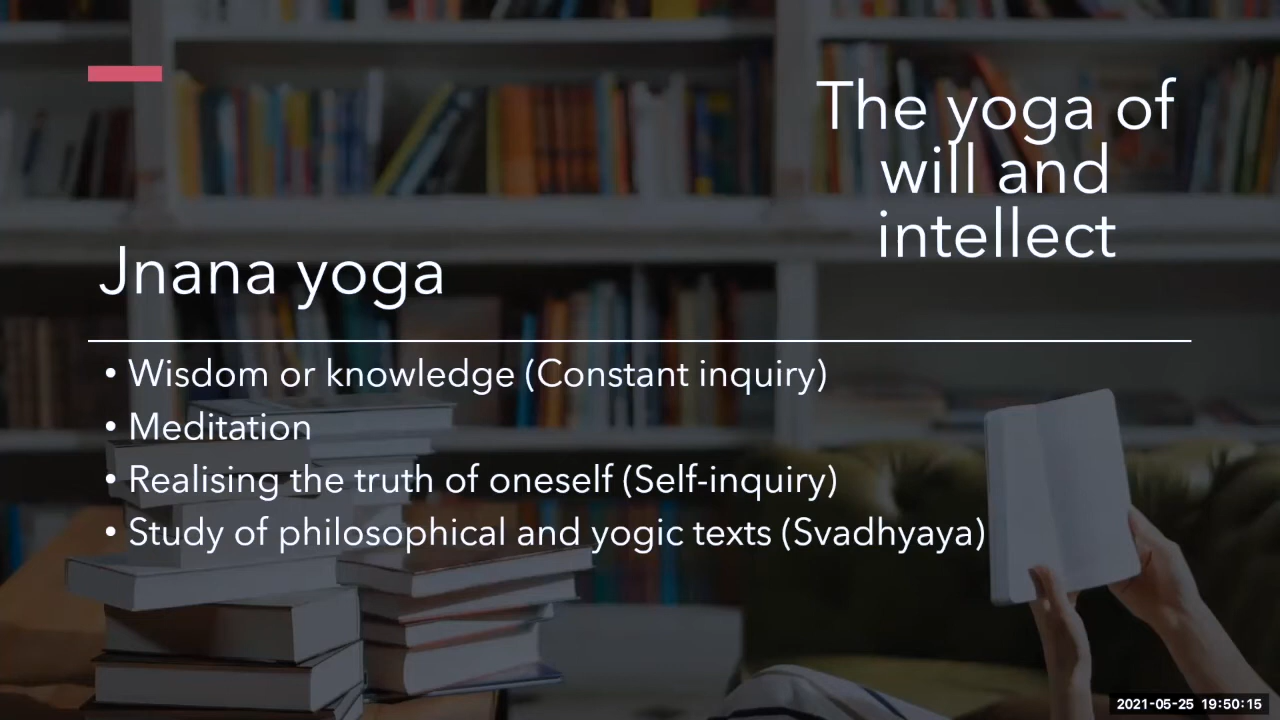 The yoga of
will and
intellect
Jnana yoga
• Wisdom or knowledge (Constant inquiry)
• Meditation
• Realising the truth of oneself (Self-inquiry)
• Study of philosophical and yogic texts (Svadhyaya)
2021-05-25 19:50:15